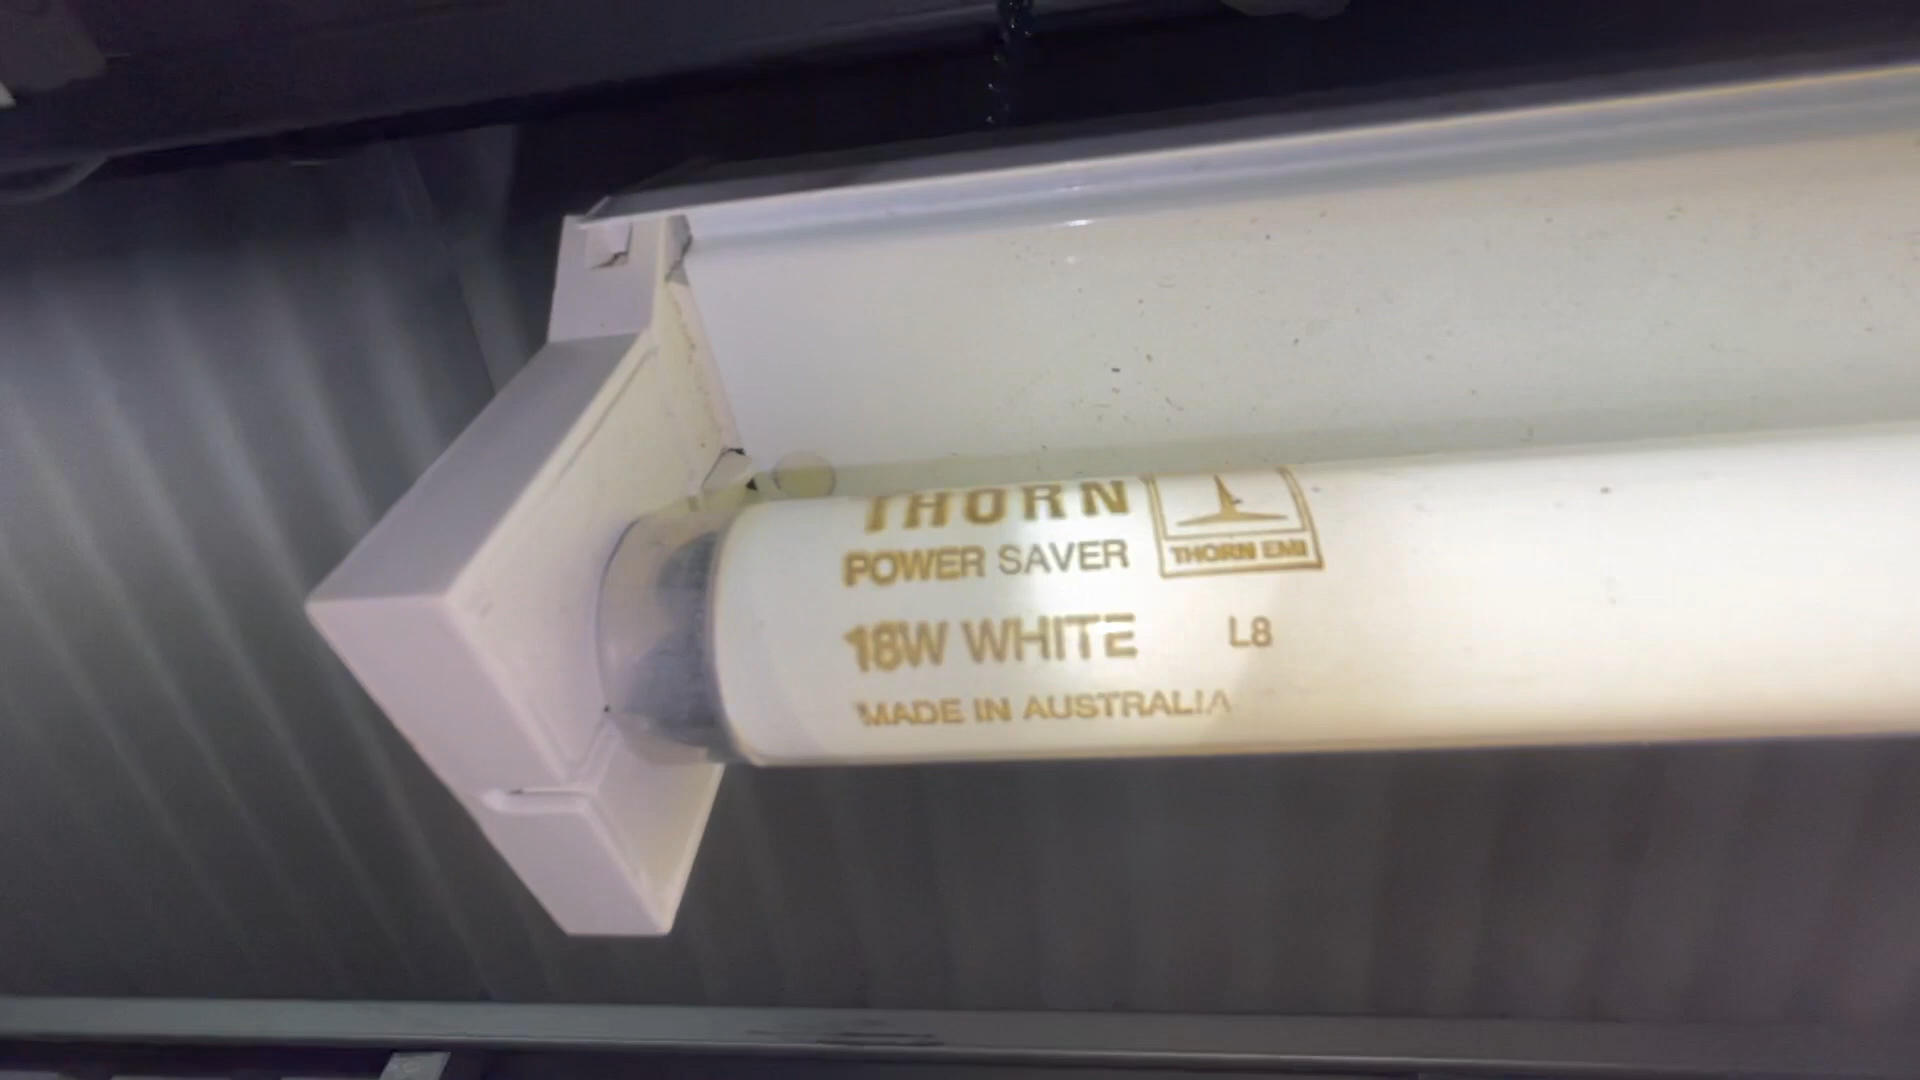 THORN
THORN EMI
POWER SAVER
18W WHITE L8
MADE IN AUSTRALIA